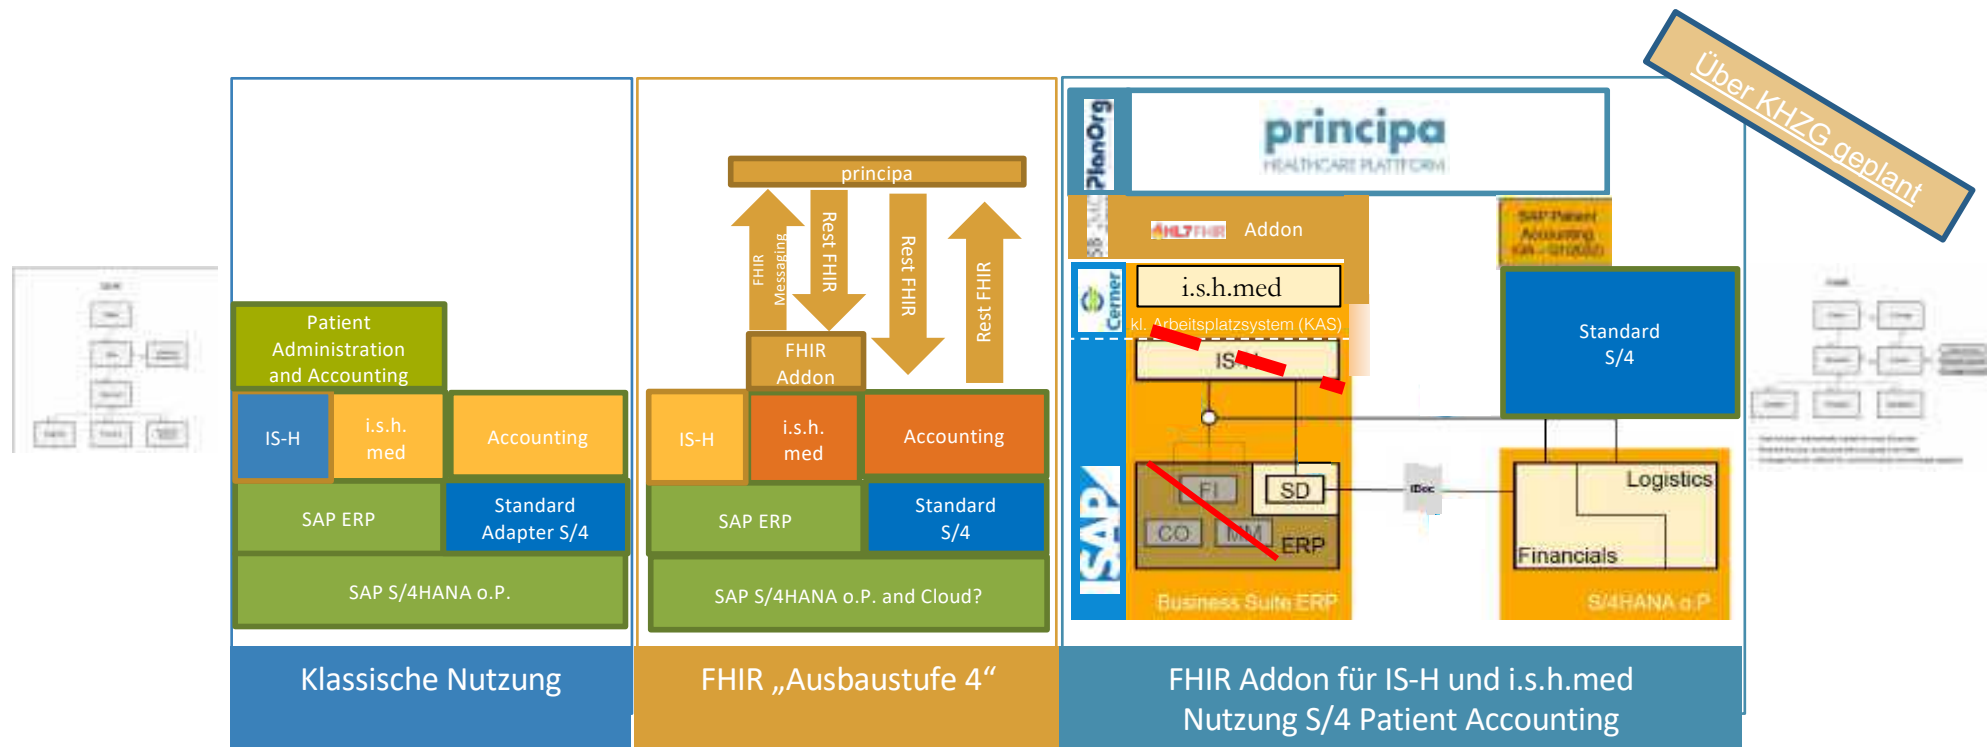 Über KHZG geplant
Patient
Administration
and Accounting
IS-H
i.s.h.
med
Accounting
SAP ERP
Standard
Adapter S/4
SAP S/4HANA o.P.
Klassische Nutzung
principa
FHIR
Messaging
Rest FHIR
Rest FHIR
Rest FHIR
FHIR
Addon
IS-H
i.s.h.
med
Accounting
SAP ERP
Standard
S/4
SAP S/4HANA o.P. and Cloud?
FHIR „Ausbaustufe 4“
PlanOrg
principa
HEALTHCARE PLATTFORM
HL7 FHIR Addon
SAP Patient
Accounting
Cerner
i.s.h.med
kl. Arbeitsplatzsystem (KAS)
IS-H
Standard
S/4
SAP
FI
SD
CO
MM
ERP
IDoc
Logistics
Financials
Business Suite ERP
S/4HANA o.P
FHIR Addon für IS-H und i.s.h.med
Nutzung S/4 Patient Accounting